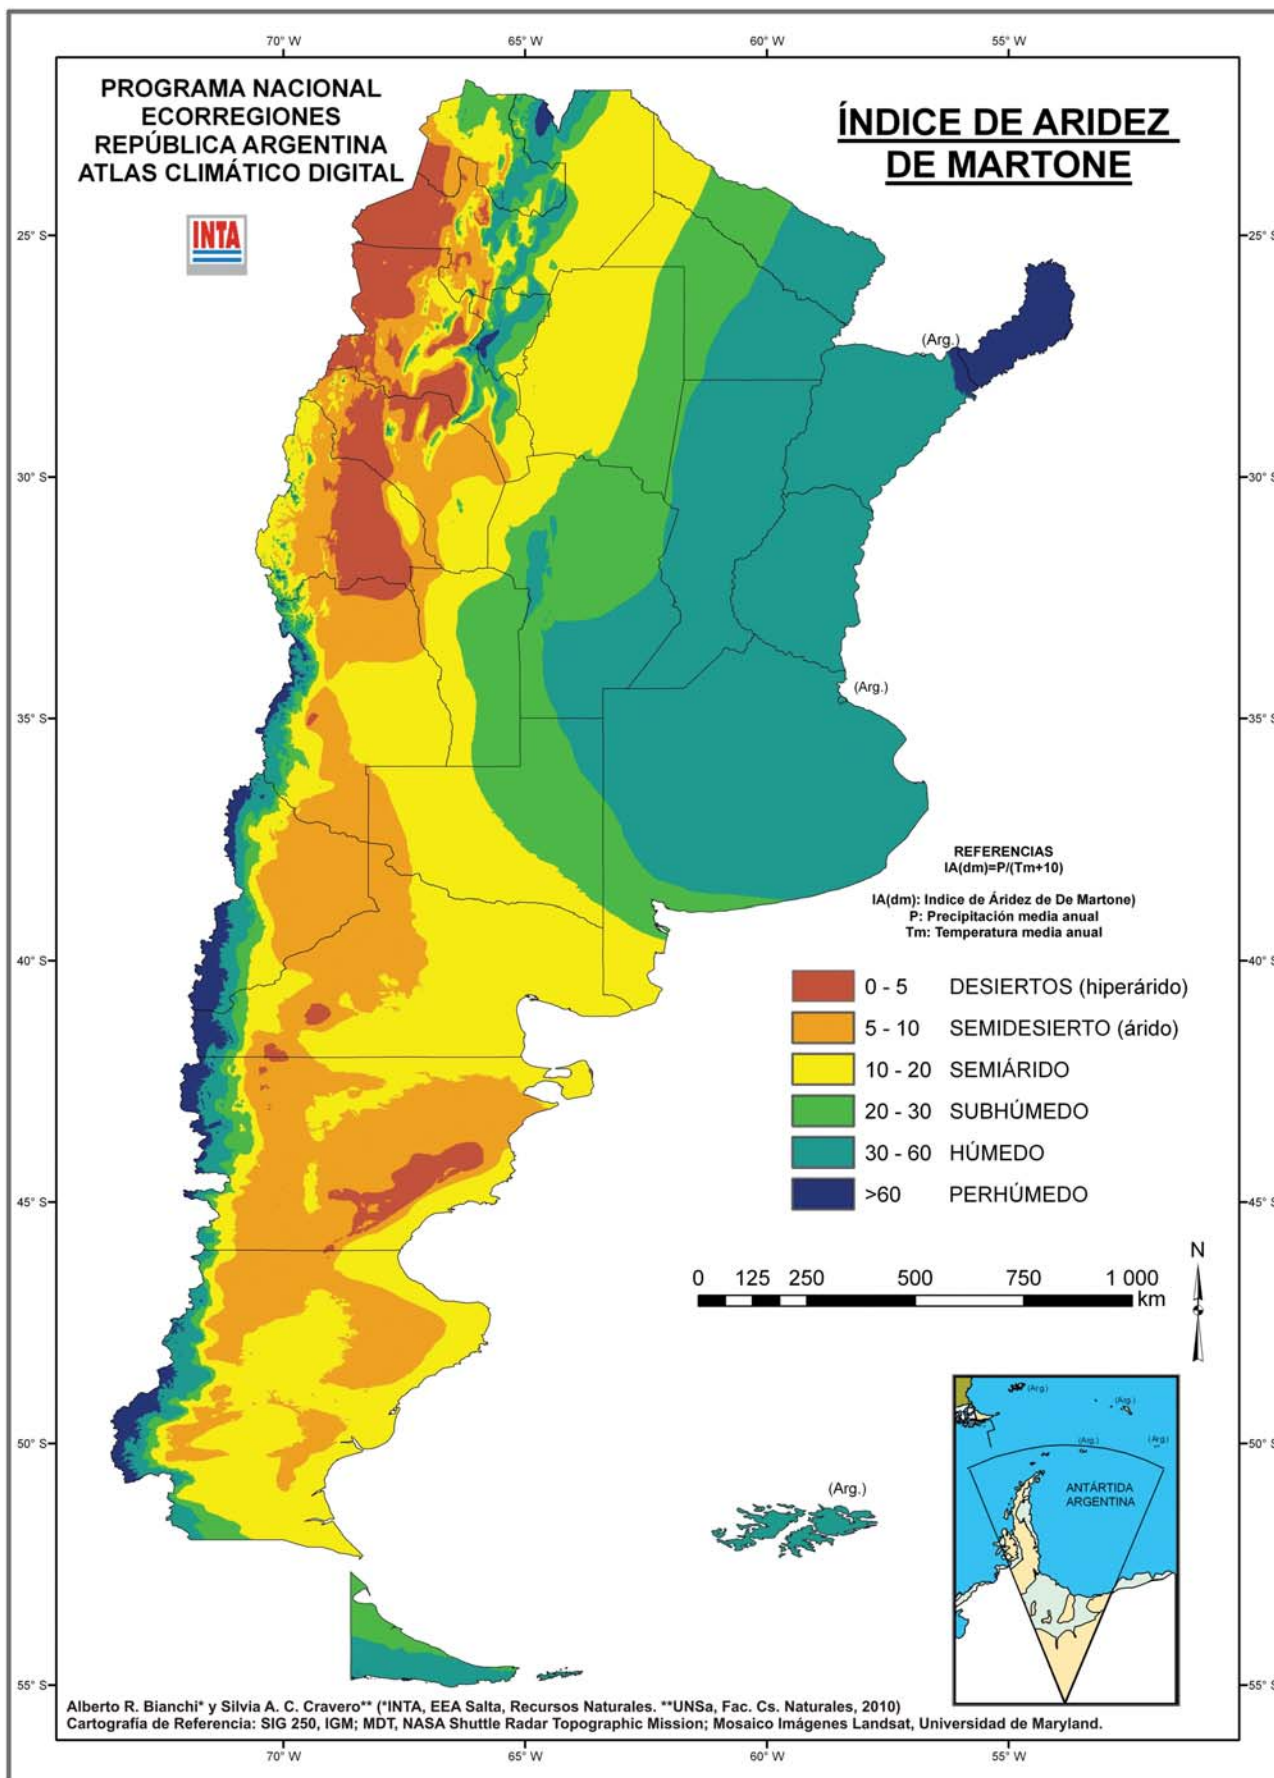 70° W 65° W 60° W 55° W
PROGRAMA NACIONAL
ECORREGIONES
REPÚBLICA ARGENTINA
ATLAS CLIMÁTICO DIGITAL
ÍNDICE DE ARIDEZ
DE MARTONE
INTA
25° S 25° S
(Arg.)
30° S 30° S
(Arg.)
35° S 35° S
REFERENCIAS
IA(dm)=P/(Tm+10)
IA(dm): Indice de Áridez de De Martone)
P: Precipitación media anual
Tm: Temperatura media anual
40° S 40° S
0 - 5 DESIERTOS (hiperárido)
5 - 10 SEMIDESIERTO (árido)
10 - 20 SEMIÁRIDO
20 - 30 SUBHÚMEDO
30 - 60 HÚMEDO
>60 PERHÚMEDO
45° S 45° S
N
0 125 250 500 750 1 000
km
(Arg.)
(Arg.)
(Arg.)
(Arg.)
50° S 50° S
ANTÁRTIDA
ARGENTINA
(Arg.)
55° S 55° S
Alberto R. Bianchi* y Silvia A. C. Cravero** (*INTA, EEA Salta, Recursos Naturales. **UNSa, Fac. Cs. Naturales, 2010)
Cartografía de Referencia: SIG 250, IGM; MDT, NASA Shuttle Radar Topographic Mission; Mosaico Imágenes Landsat, Universidad de Maryland.
70° W 65° W 60° W 55° W